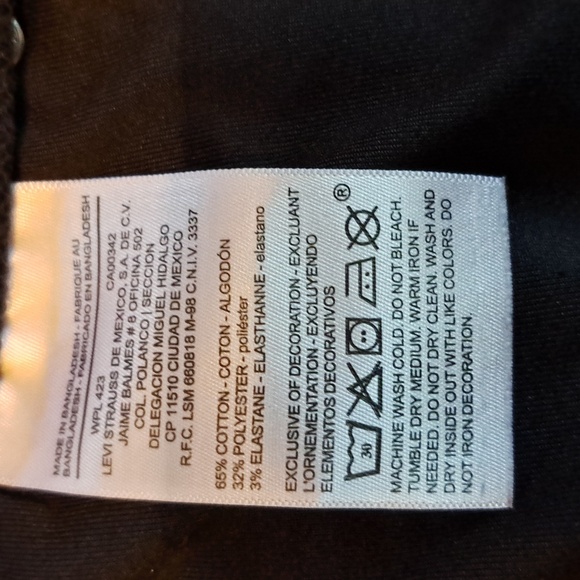 MADE IN BANGLADESH - FABRIQUE AU
BANGLADESH - FABRICADO EN BANGLADESH
WPL 423 CA00342
LEVI STRAUSS DE MEXICO, S.A. DE C.V.
JAIME BALMES # 8 OFICINA 502
COL. POLANCO I SECCION
DELEGACION MIGUEL HIDALGO
CP 11510 CIUDAD DE MEXICO
R.F.C. LSM 660818 M-98 C.N.I.V. 3337
65% COTTON - COTON - ALGODÓN
32% POLYESTER - poliéster
3% ELASTANE - ELASTHANNE - elastano
EXCLUSIVE OF DECORATION - EXCLUANT
L'ORNEMENTATION - EXCLUYENDO
ELEMENTOS DECORATIVOS
30 ®
MACHINE WASH COLD. DO NOT BLEACH.
TUMBLE DRY MEDIUM. WARM IRON IF
NEEDED. DO NOT DRY CLEAN. WASH AND
DRY INSIDE OUT WITH LIKE COLORS. DO
NOT IRON DECORATION.